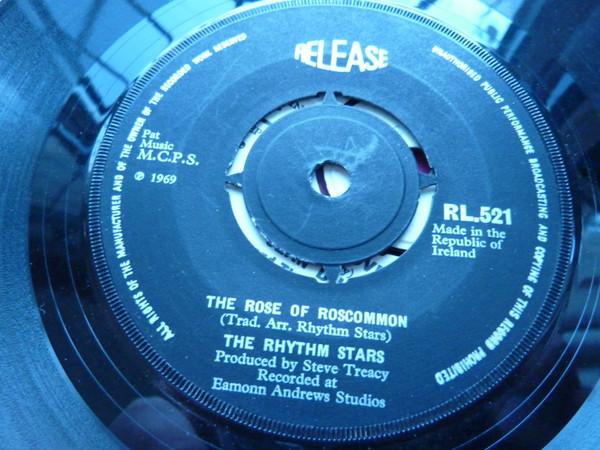 RELEASE
ALL RIGHTS OF THE MANUFACTURER AND OF THE OWNER OF THE RECORDED WORK RESERVED
UNAUTHORISED PUBLIC PERFORMANCE BROADCASTING AND COPYING OF THIS RECORD PROHIBITED
Pat
Music
M.C.P.S.
℗ 1969
RL.521
Made in the
Republic of
Ireland
THE ROSE OF ROSCOMMON
(Trad. Arr. Rhythm Stars)
THE RHYTHM STARS
Produced by Steve Treacy
Recorded at
Eamonn Andrews Studios